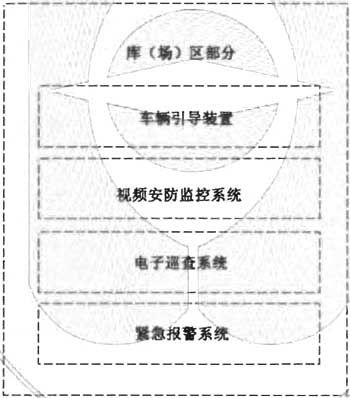 库（场）区部分
车辆引导装置
视频安防监控系统
电子巡查系统
紧急报警系统